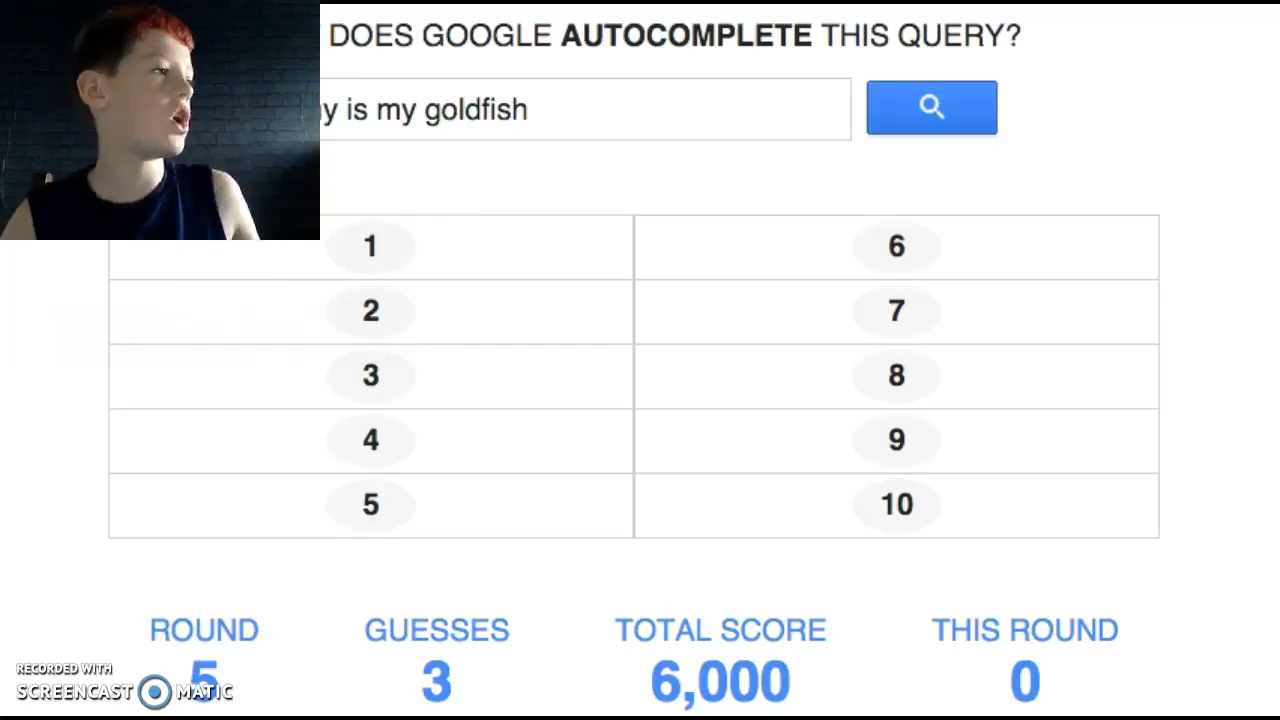 DOES GOOGLE AUTOCOMPLETE THIS QUERY?
y is my goldfish
1 6
2 7
3 8
4 9
5 10
ROUND GUESSES TOTAL SCORE THIS ROUND
5 3 6,000 0
RECORDED WITH
SCREENCAST MATIC